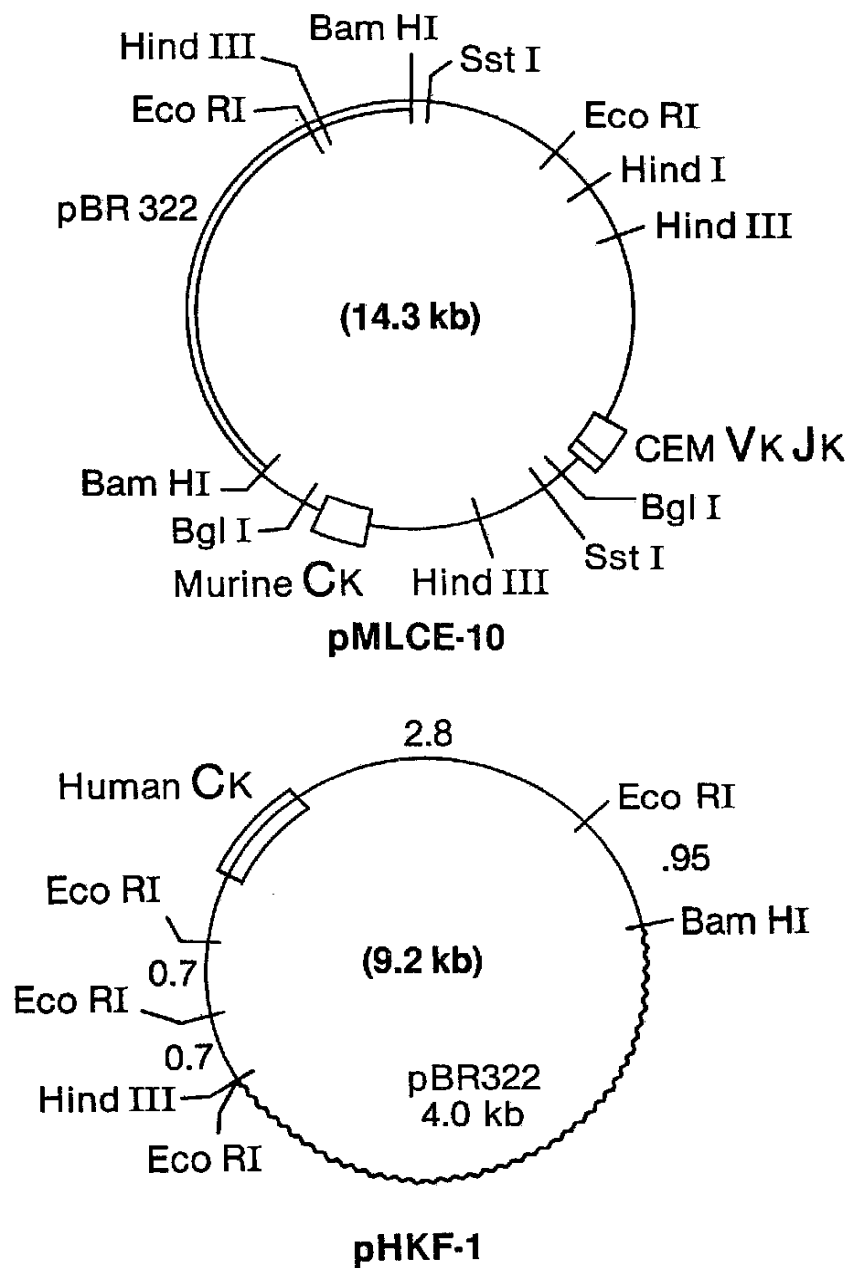 Bam HI
Hind III
Sst I
Eco RI
Eco RI
Hind I
pBR 322
Hind III
(14.3 kb)
CEM VK JK
Bam HI
Bgl I
Bgl I
Sst I
Murine CK
Hind III
pMLCE-10
2.8
Human CK
Eco RI
.95
Eco RI
Bam HI
(9.2 kb)
0.7
Eco RI
0.7
pBR322
4.0 kb
Hind III
Eco RI
pHKF-1